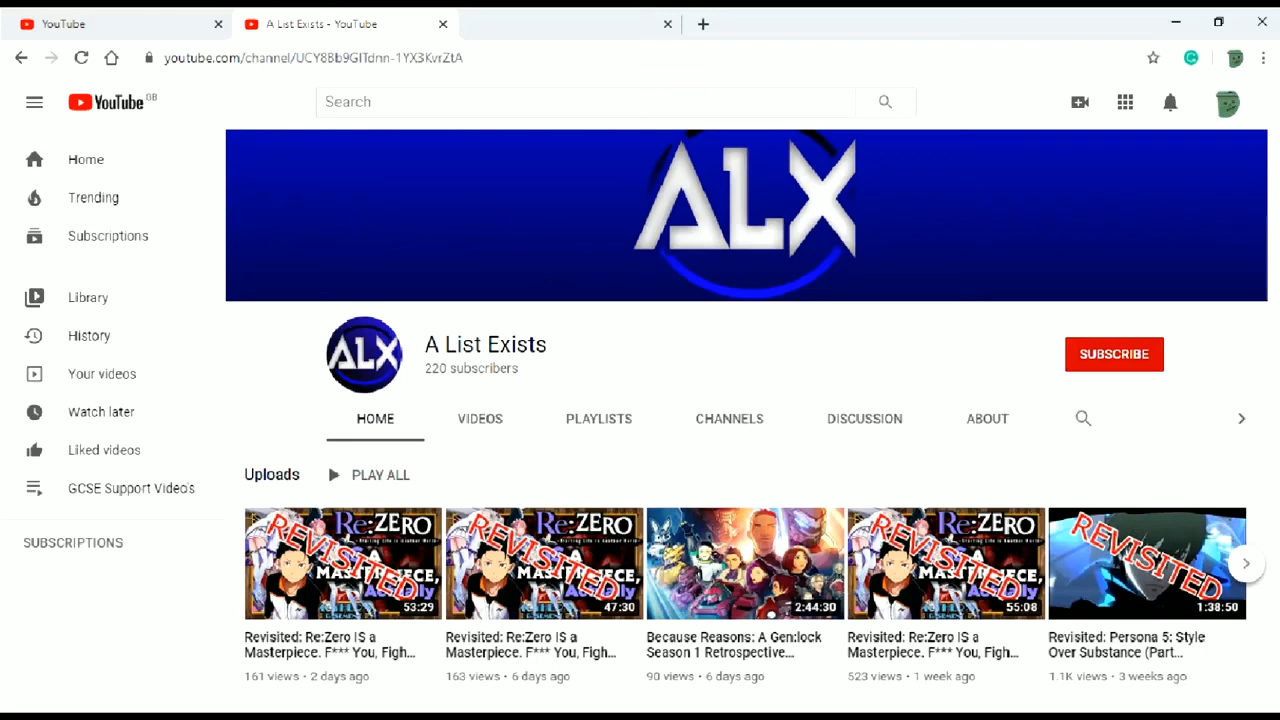 YouTube
A List Exists - YouTube
youtube.com/channel/
YouTube GB
Search
Home
Trending
Subscriptions
Library
History
Your videos
Watch later
Liked videos
GCSE Support Video's
SUBSCRIPTIONS
ALX
ALX
A List Exists
220 subscribers
SUBSCRIBE
HOME VIDEOS PLAYLISTS CHANNELS DISCUSSION ABOUT
Uploads PLAY ALL
Re:ZERO
REVISITED
A
MASTERPIECE,
53:29
Re:ZERO
REVISITED
A
MASTERPIECE,
47:30
2:44:30
Re:ZERO
REVISITED
A
MASTERPIECE,
55:08
REVISITED
1:38:50
Revisited: Re:Zero IS a
Masterpiece. F*** You, Figh...
161 views • 2 days ago
Revisited: Re:Zero IS a
Masterpiece. F*** You, Figh...
163 views • 6 days ago
Because Reasons: A Gen:lock
Season 1 Retrospective...
90 views • 6 days ago
Revisited: Re:Zero IS a
Masterpiece. F*** You, Figh...
523 views • 1 week ago
Revisited: Persona 5: Style
Over Substance (Part...
1.1K views • 3 weeks ago